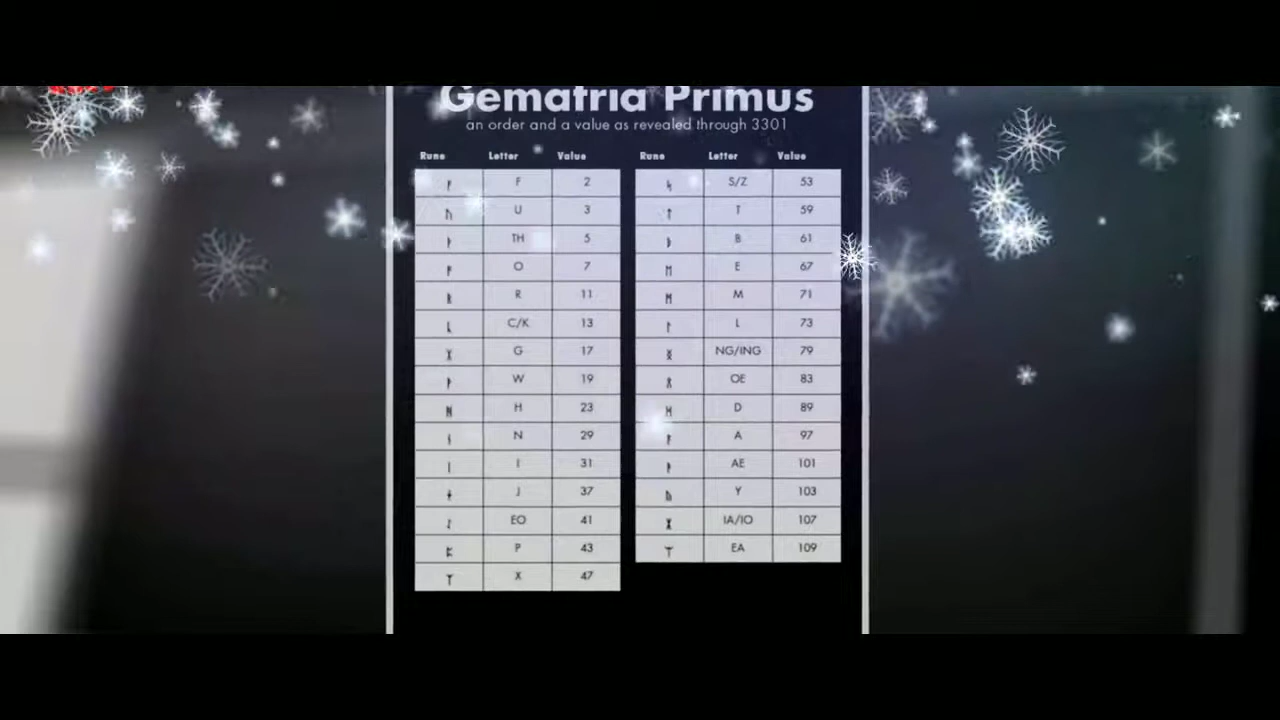 Gematria Primus
an order and a value as revealed through 3301
Rune Letter Value Rune Letter Value
ᚠ F 2 ᛋ S/Z 53
ᚢ U 3 ᛏ T 59
ᚦ TH 5 ᛒ B 61
ᚩ O 7 ᛖ E 67
ᚱ R 11 ᛗ M 71
ᚳ C/K 13 ᛚ L 73
ᚷ G 17 ᛝ NG/ING 79
ᚹ W 19 ᛟ OE 83
ᚻ H 23 ᛞ D 89
ᚾ N 29 ᚪ A 97
ᛁ I 31 ᚫ AE 101
ᛄ J 37 ᚣ Y 103
ᛇ EO 41 ᛡ IA/IO 107
ᛈ P 43 ᛠ EA 109
ᛉ X 47